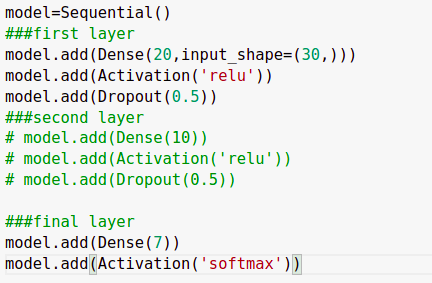 model=Sequential()
###first layer
model.add(Dense(20,input_shape=(30,)))
model.add(Activation('relu'))
model.add(Dropout(0.5))
###second layer
# model.add(Dense(10))
# model.add(Activation('relu'))
# model.add(Dropout(0.5))
###final layer
model.add(Dense(7))
model.add(Activation('softmax'))